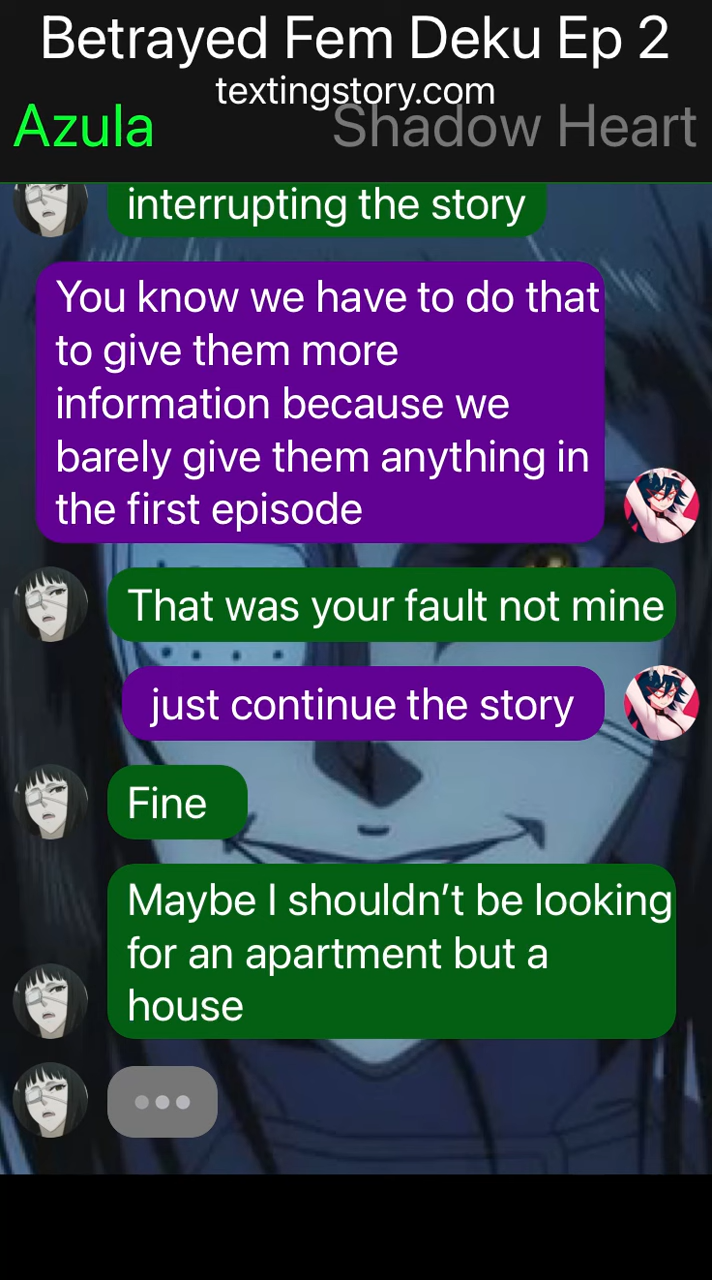 Betrayed Fem Deku Ep 2
textingstory.com
Azula
Shadow Heart
interrupting the story
You know we have to do that
to give them more
information because we
barely give them anything in
the first episode
That was your fault not mine
just continue the story
Fine
Maybe I shouldn’t be looking
for an apartment but a
house